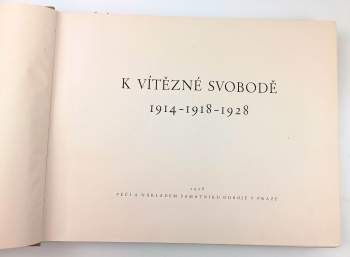 K VÍTĚZNÉ SVOBODĚ
1914-1918-1928
1928
PÉČÍ A NÁKLADEM PAMÁTNÍKU ODBOJE V PRAZE